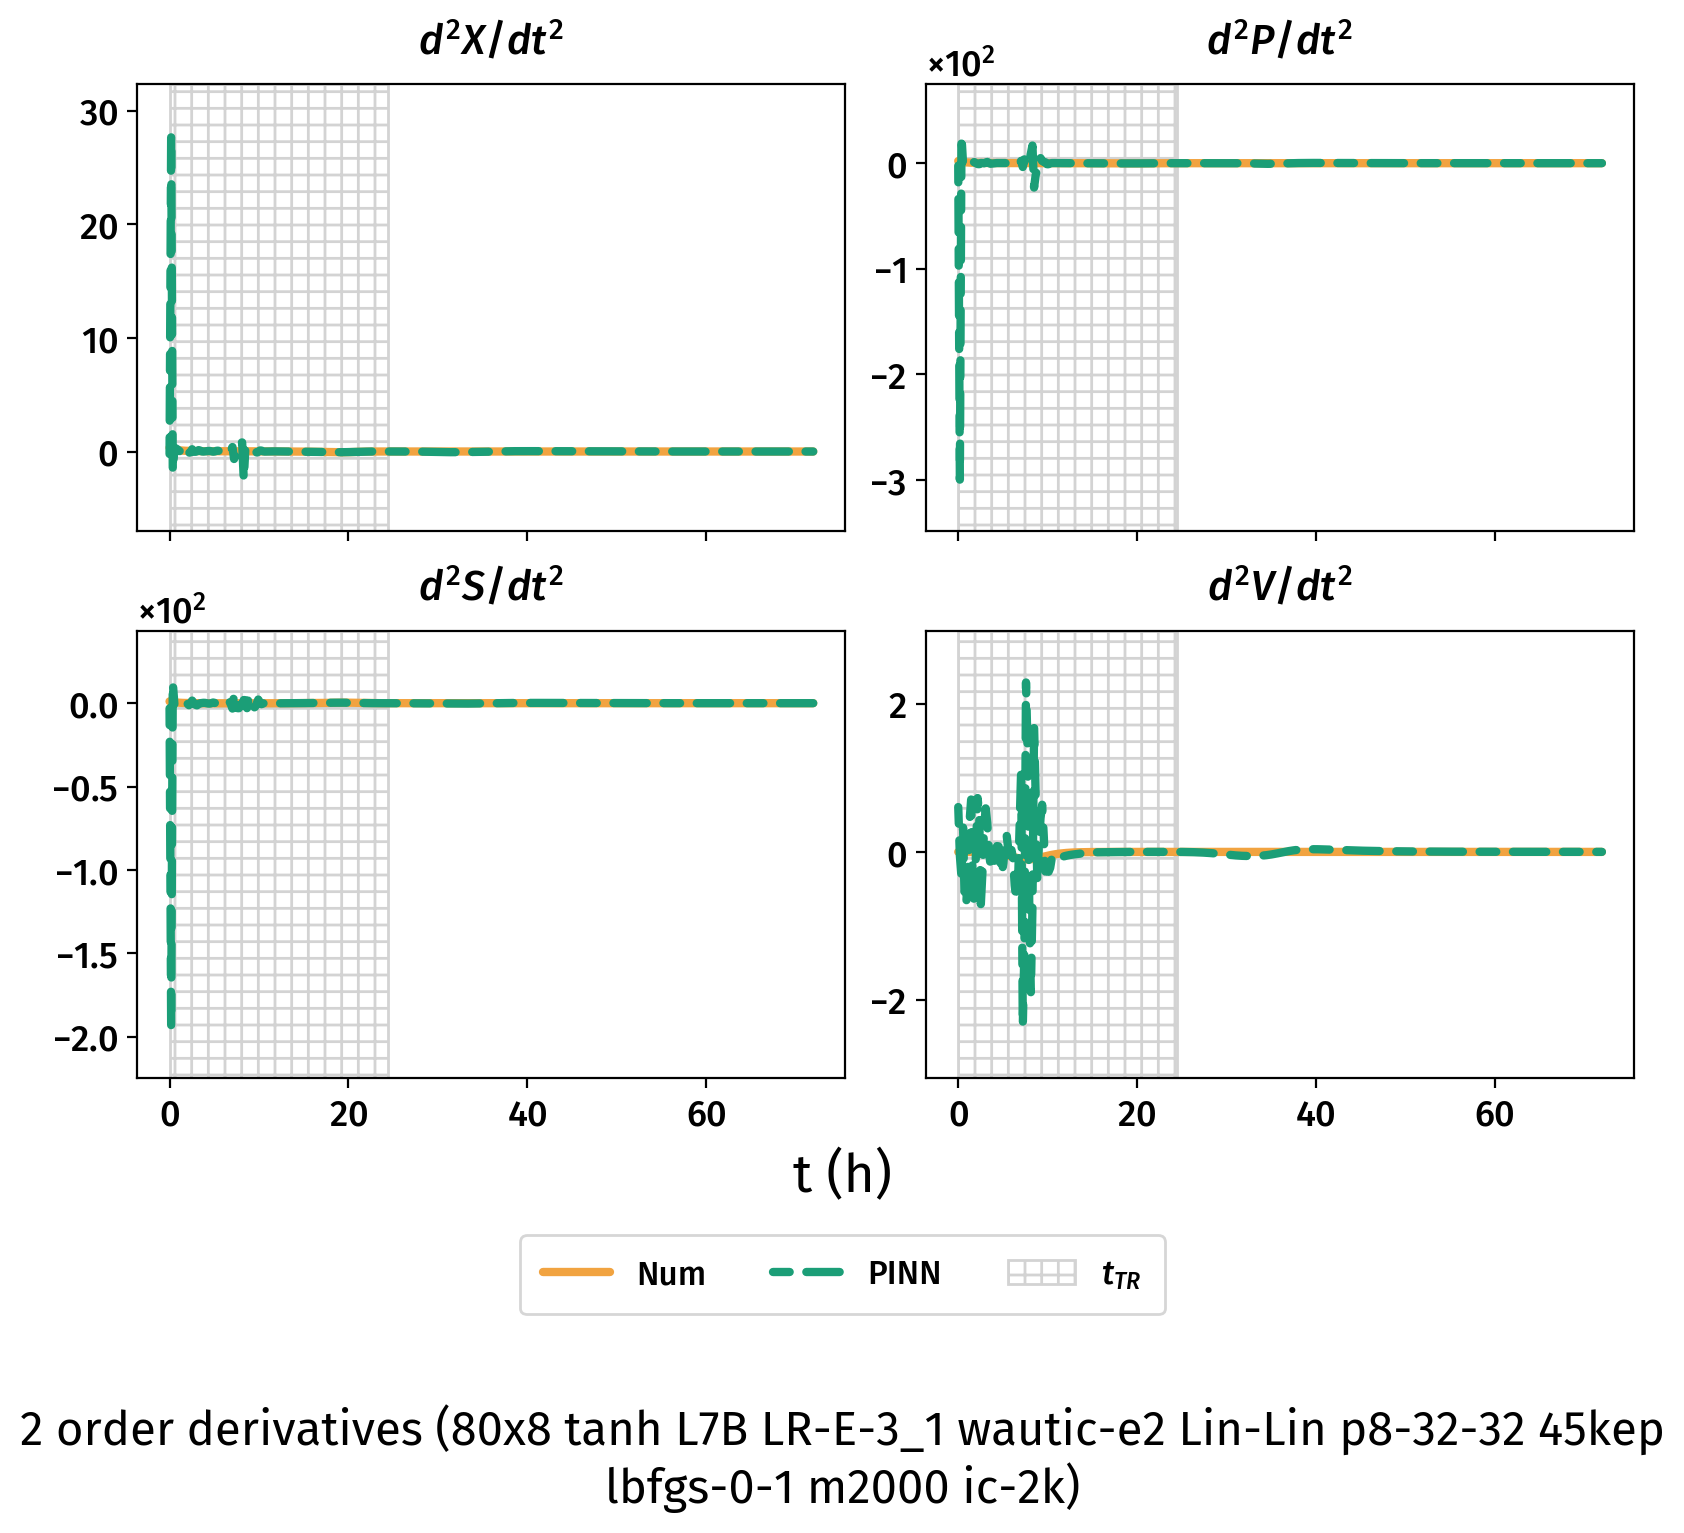 d²X/dt²
30
20
10
0
d²P/dt²
×10²
0
−1
−2
−3
d²S/dt²
×10²
0.0
−0.5
−1.0
−1.5
−2.0
0 20 40 60
d²V/dt²
2
0
−2
0 20 40 60
t (h)
Num PINN t_TR
2 order derivatives (80x8 tanh L7B LR-E-3_1 wautic-e2 Lin-Lin p8-32-32 45kep
lbfgs-0-1 m2000 ic-2k)